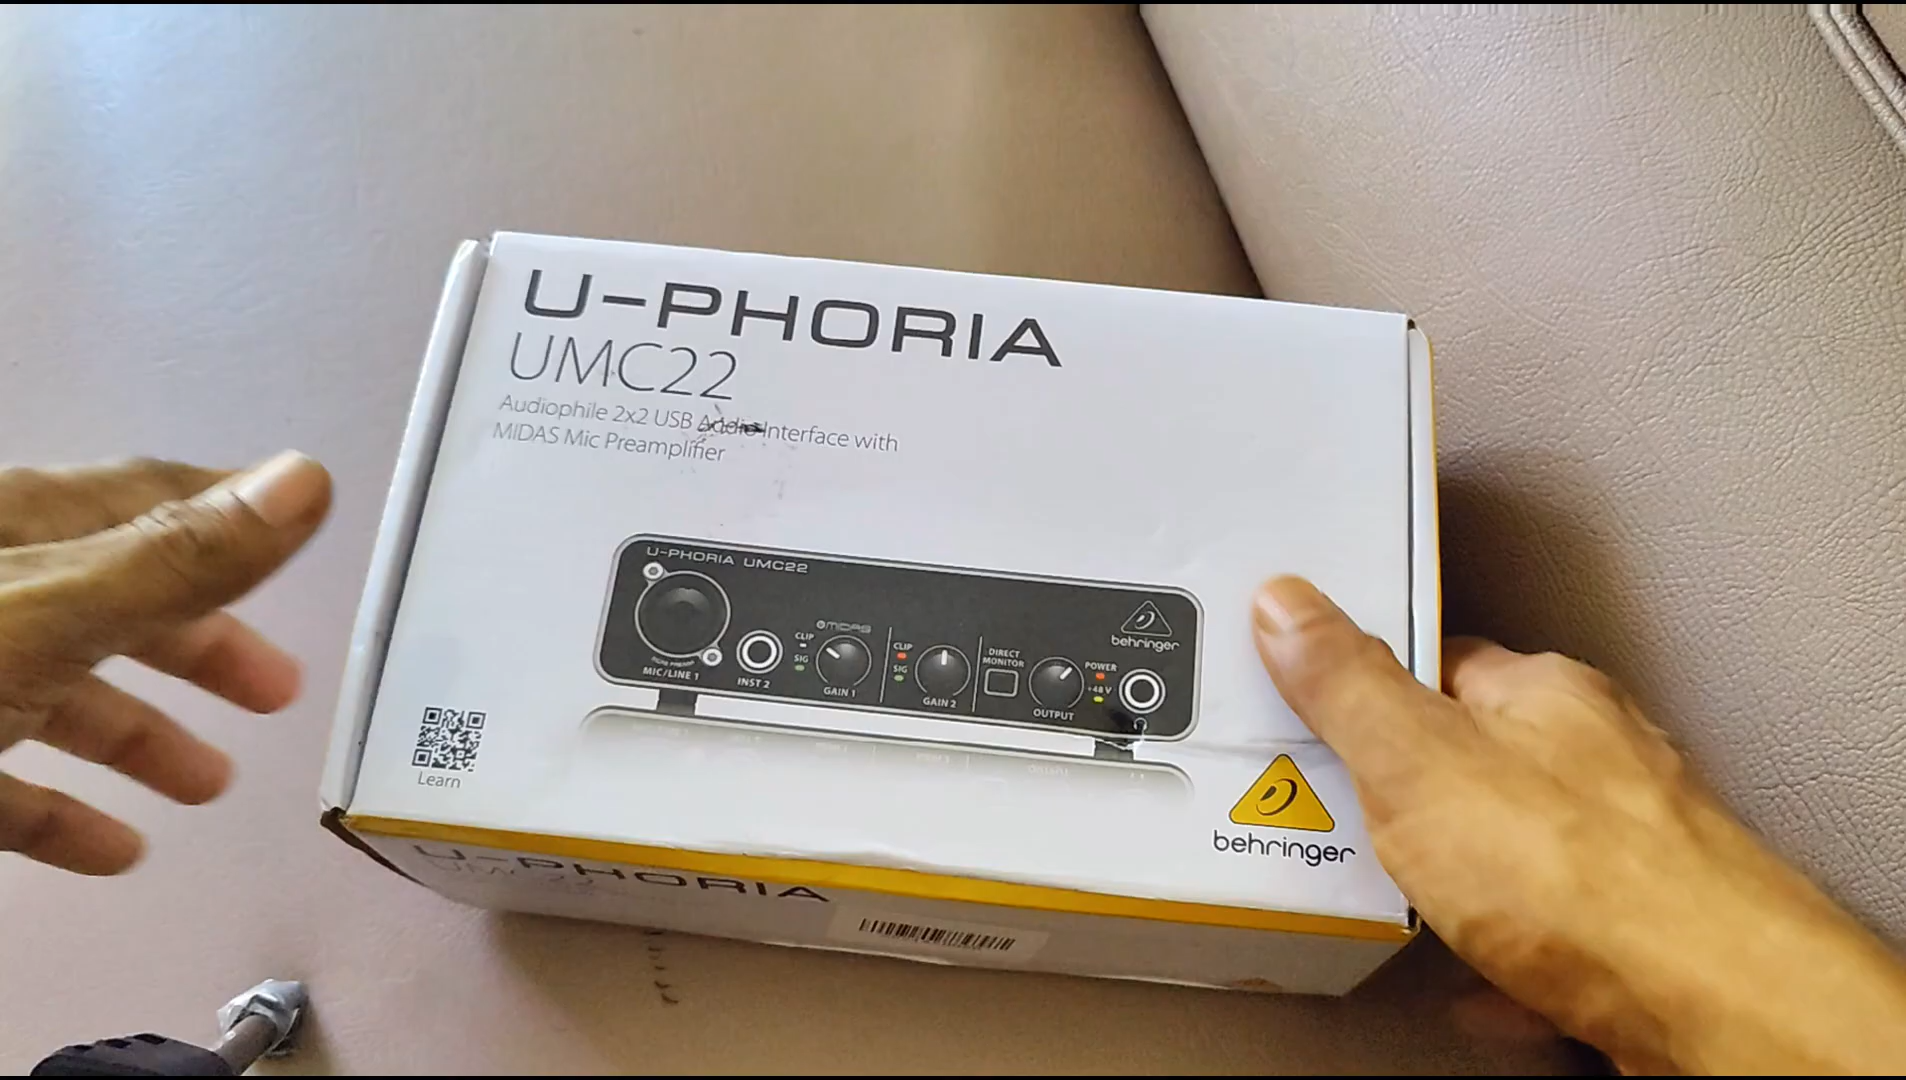 U-PHORIA
UMC22
Audiophile 2x2 USB Audio Interface with
MIDAS Mic Preamplifier
U-PHORIA UMC22
MIDAS
behringer
CLIP
SIG
CLIP
SIG
DIRECT
MONITOR
POWER
+48 V
MIC/LINE 1
INST 2
GAIN 1
GAIN 2
OUTPUT
Learn
behringer
U-PHORIA
UMC22